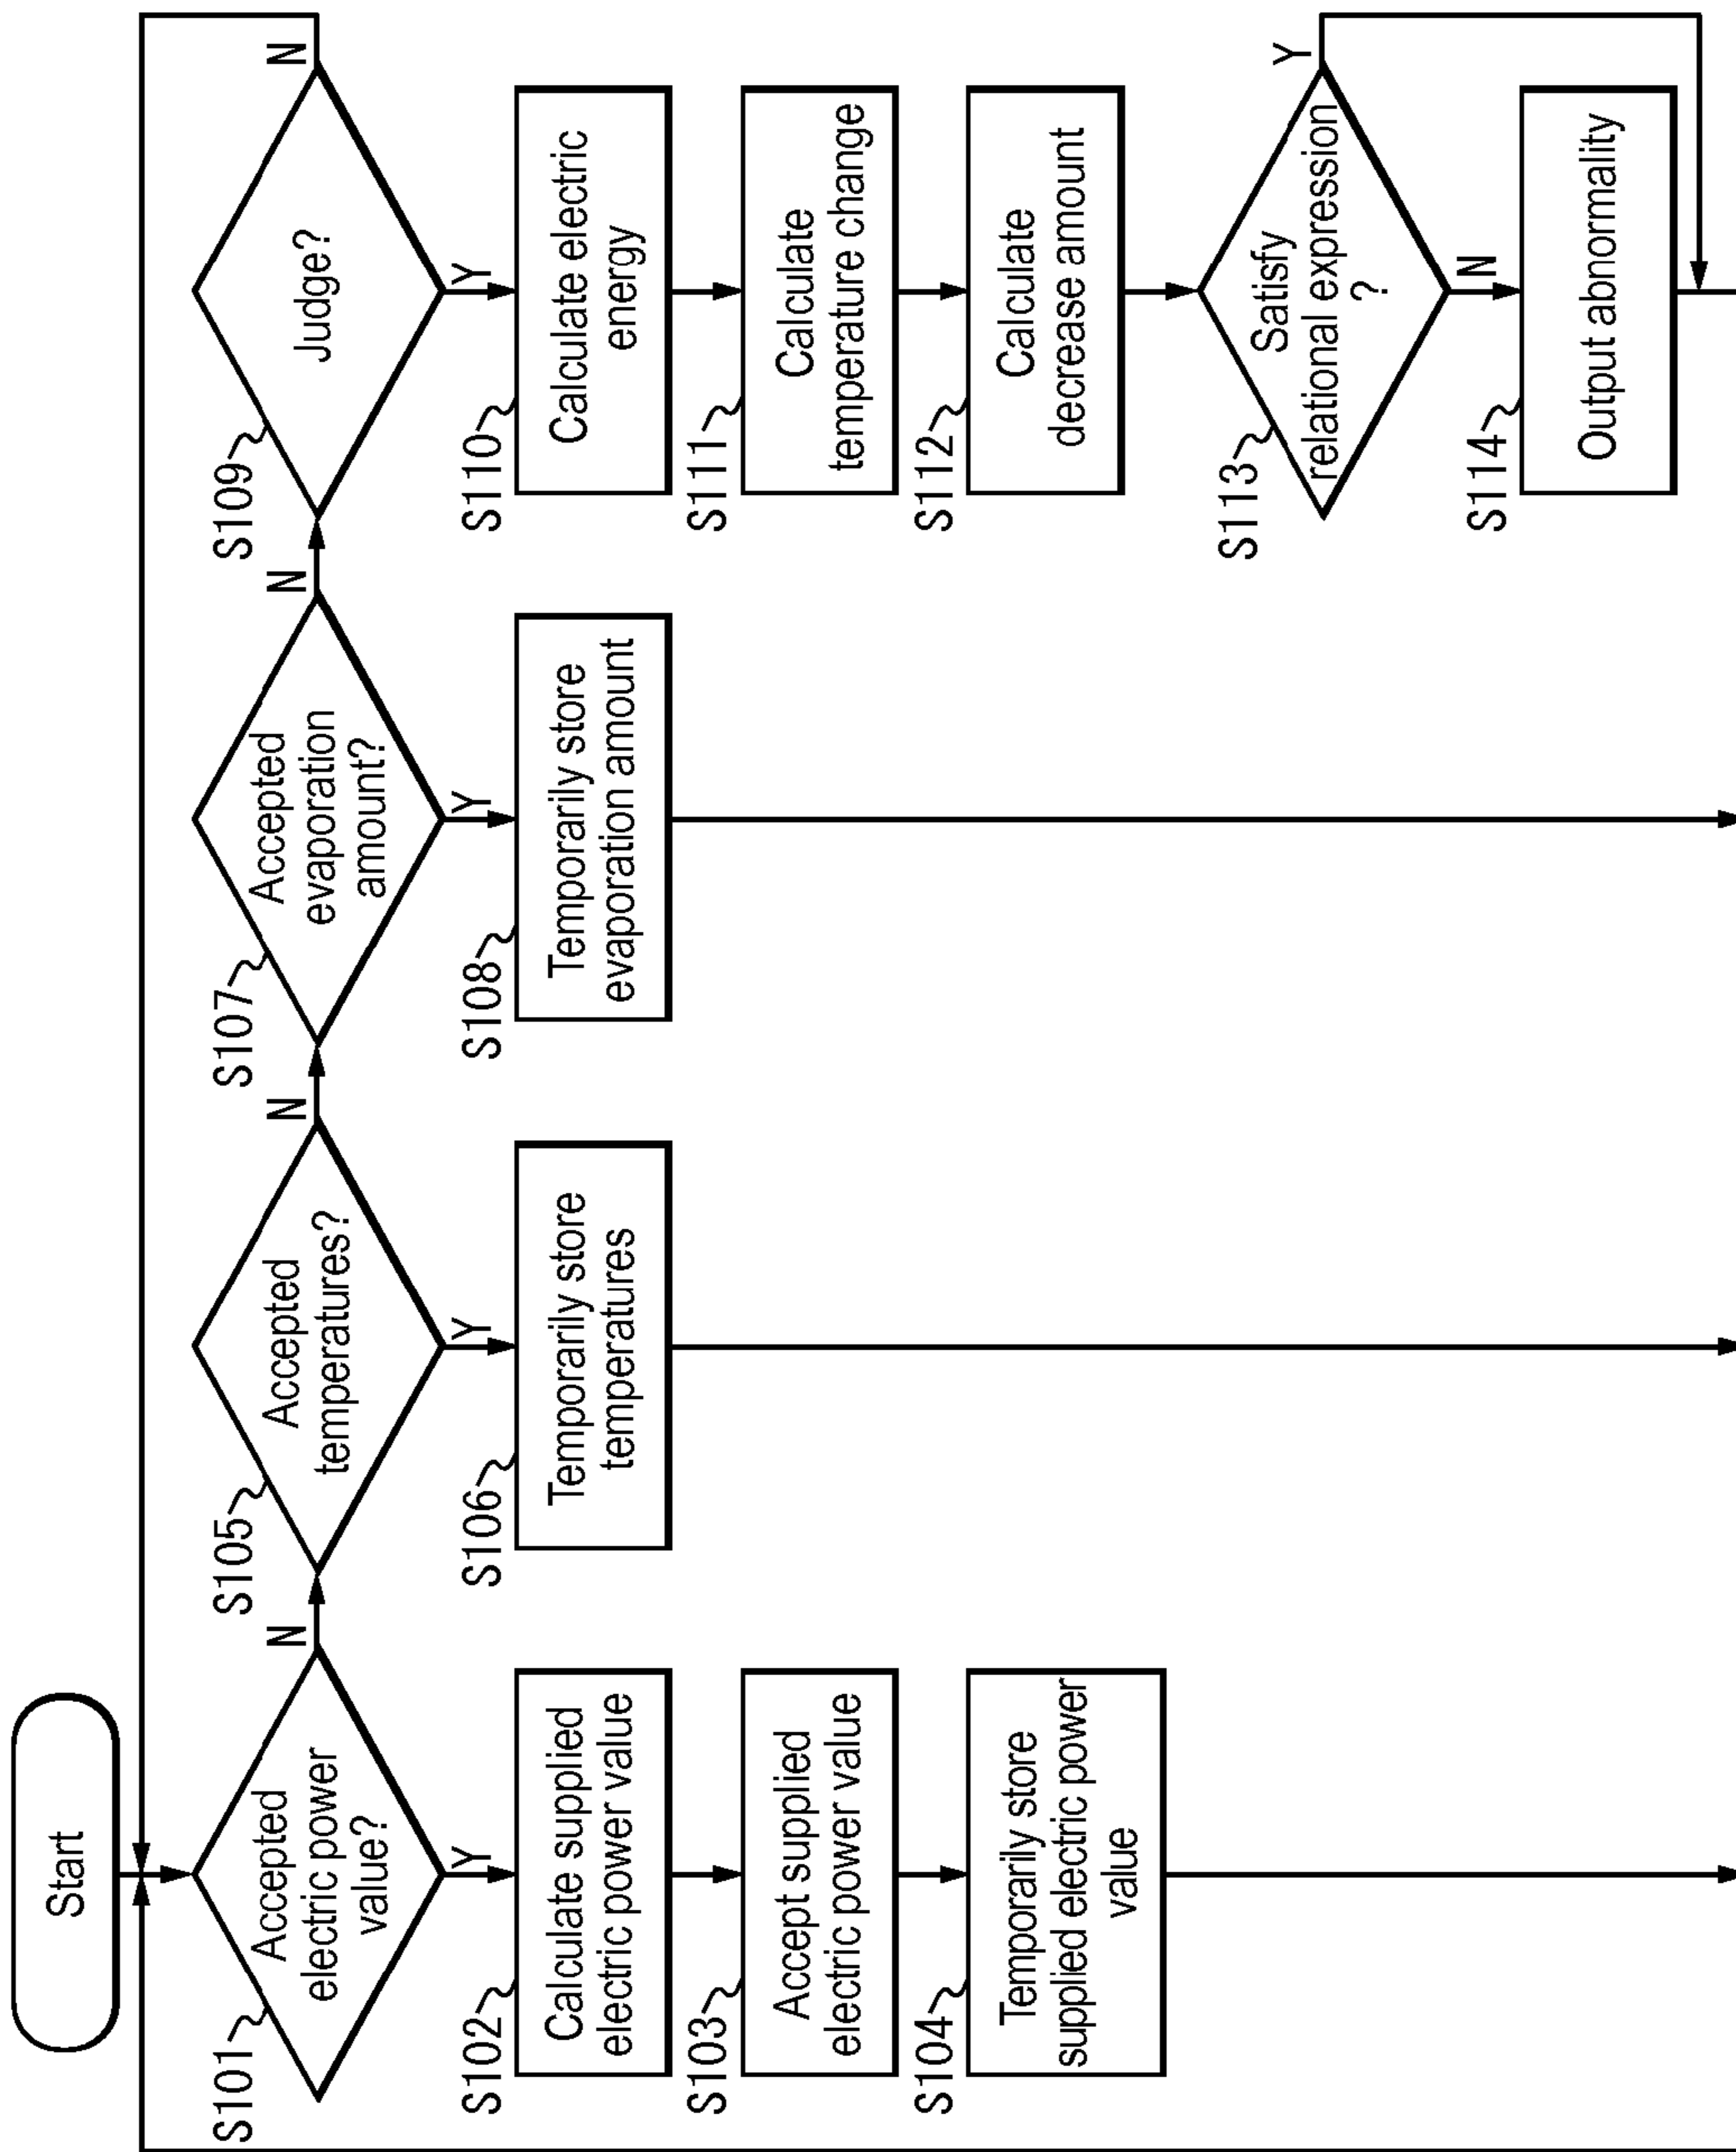 Start
S101
Accepted
electric power
value?
Y
N
S102
Calculate supplied
electric power value
S103
Accept supplied
electric power value
S104
Temporarily store
supplied electric power
value
S105
Accepted
temperatures?
Y
N
S106
Temporarily store
temperatures
S107
Accepted
evaporation
amount?
Y
N
S108
Temporarily store
evaporation amount
S109
Judge?
Y
N
S110
Calculate electric
energy
S111
Calculate
temperature change
S112
Calculate
decrease amount
S113
Satisfy
relational expression
?
Y
N
S114
Output abnormality